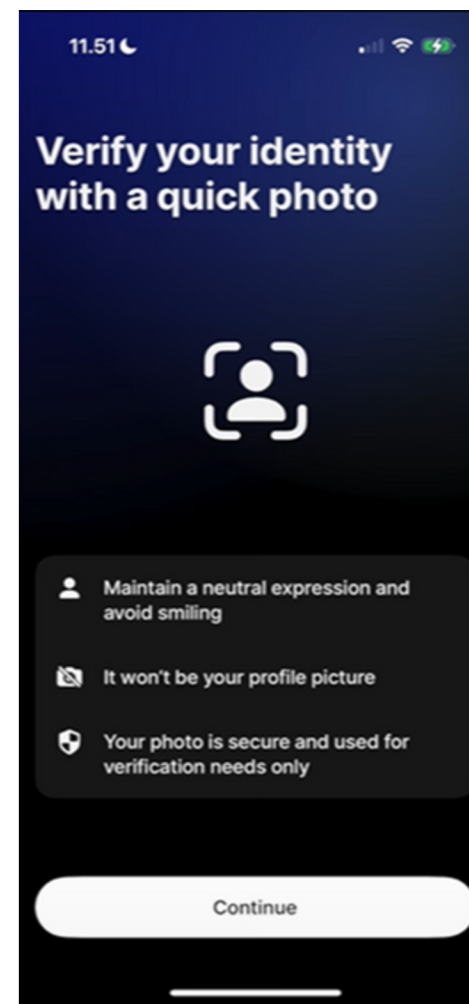 11.51
Verify your identity
with a quick photo
Maintain a neutral expression and
avoid smiling
It won't be your profile picture
Your photo is secure and used for
verification needs only
Continue